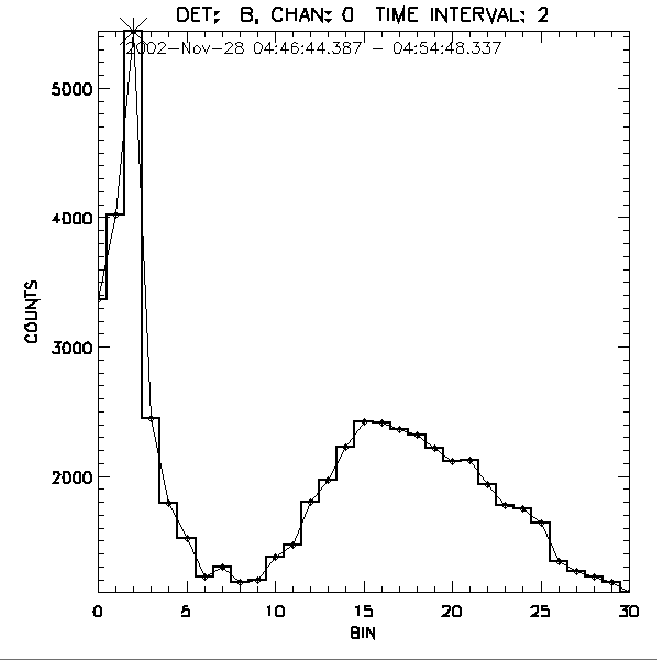 DET: B, CHAN: 0 TIME INTERVAL: 2
2002-Nov-28 04:46:44.387 - 04:54:48.337
5000
4000
3000
2000
COUNTS
0 5 10 15 20 25 30
BIN